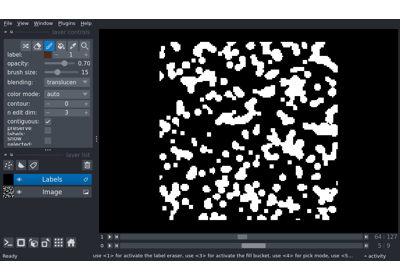 File View Window Plugins Help
layer controls
label: 1
opacity: 0.70
brush size: 15
blending: translucen
color mode: auto
contour: 0
n edit dim: 3
contiguous: ✓
preserve
labels:
show
selected:
layer list
Labels
Image
1 64 127
0 5 9
Ready use <1> for activate the label eraser, use <3> for activate the fill bucket, use <4> for pick mode, use <5... activity